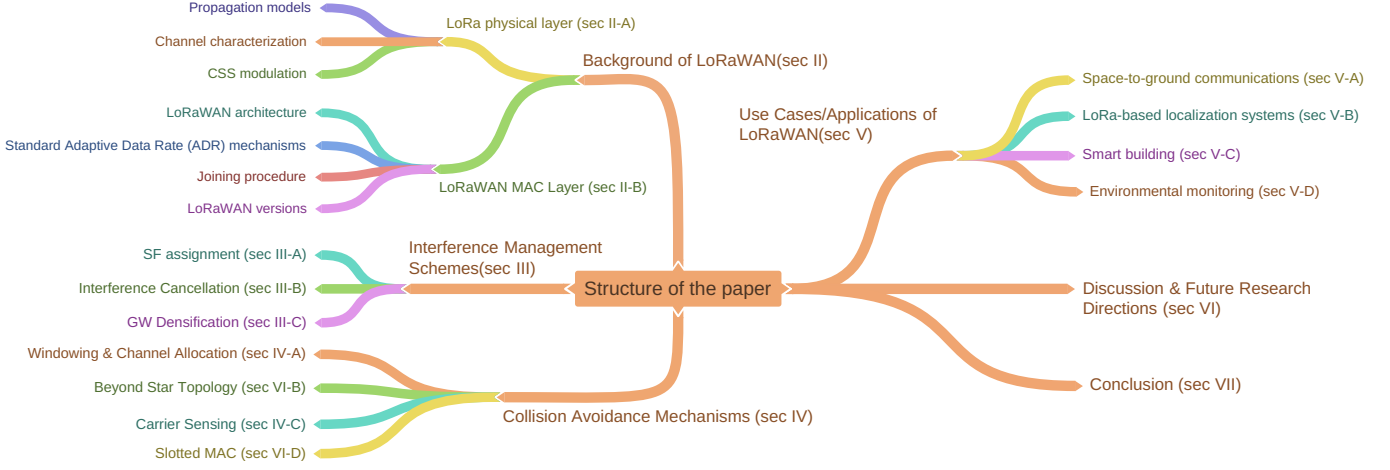 Propagation models
Channel characterization
CSS modulation
LoRa physical layer (sec II-A)
Background of LoRaWAN(sec II)
LoRaWAN architecture
Standard Adaptive Data Rate (ADR) mechanisms
Joining procedure
LoRaWAN versions
LoRaWAN MAC Layer (sec II-B)
SF assignment (sec III-A)
Interference Cancellation (sec III-B)
GW Densification (sec III-C)
Interference Management
Schemes(sec III)
Structure of the paper
Windowing & Channel Allocation (sec IV-A)
Beyond Star Topology (sec VI-B)
Carrier Sensing (sec IV-C)
Slotted MAC (sec VI-D)
Collision Avoidance Mechanisms (sec IV)
Use Cases/Applications of
LoRaWAN(sec V)
Space-to-ground communications (sec V-A)
LoRa-based localization systems (sec V-B)
Smart building (sec V-C)
Environmental monitoring (sec V-D)
Discussion & Future Research
Directions (sec VI)
Conclusion (sec VII)